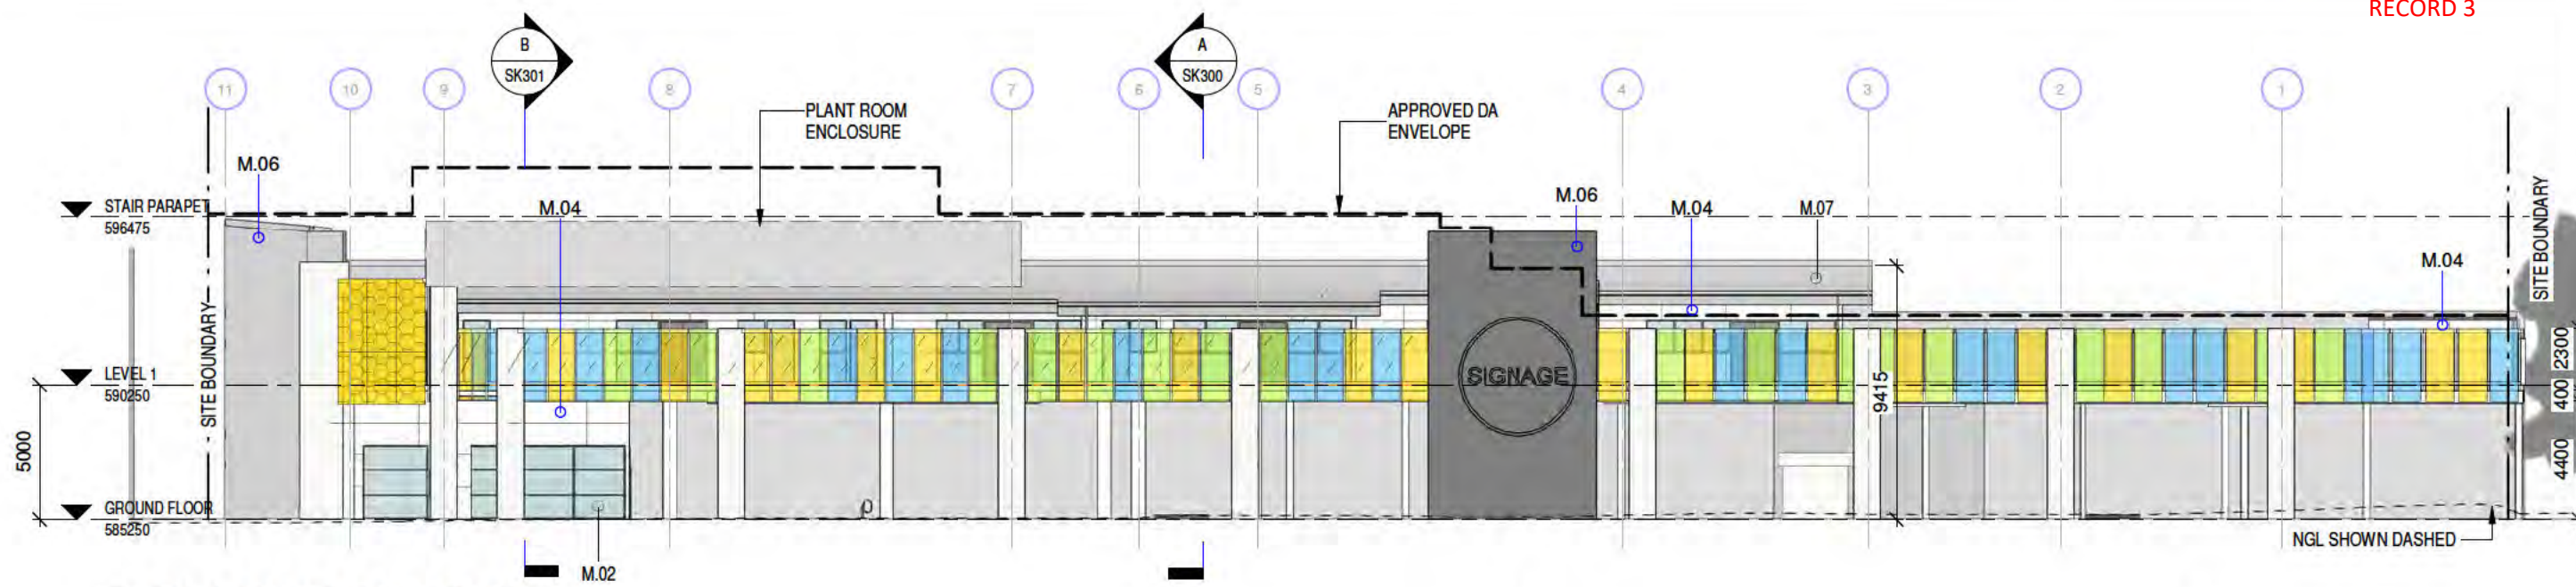 RECORD 3
B
SK301
A
SK300
11
10
9
8
7
6
5
4
3
2
1
PLANT ROOM
ENCLOSURE
APPROVED DA
ENVELOPE
M.06
M.04
M.06
M.04
M.07
M.04
STAIR PARAPET
596475
LEVEL 1
590250
GROUND FLOOR
585250
5000
SITE BOUNDARY
SIGNAGE
9415
SITE BOUNDARY
2300
400
4400
M.02
NGL SHOWN DASHED